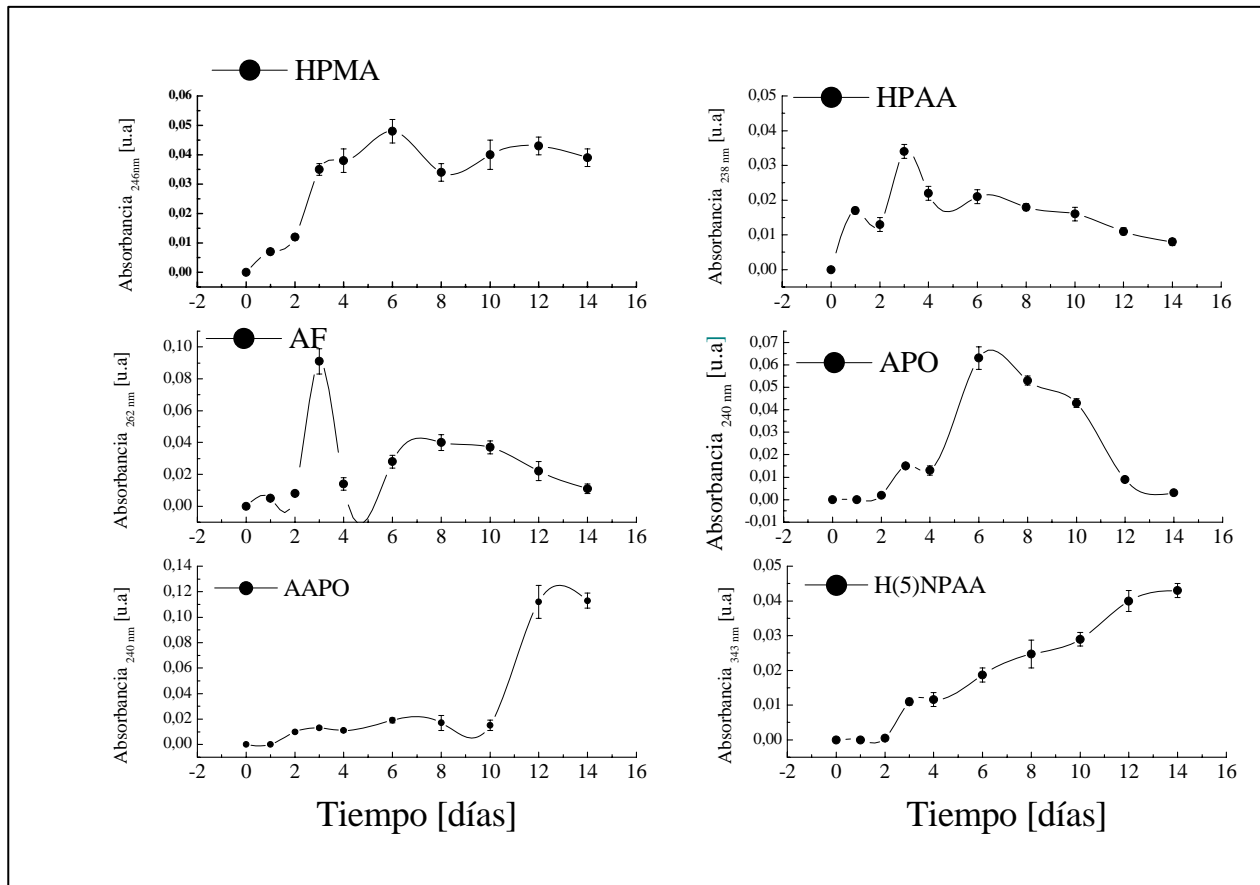 HPMA
0,06
0,05
0,04
0,03
0,02
0,01
0,00
Absorbancia 246nm [u.a]
-2 0 2 4 6 8 10 12 14 16
HPAA
0,05
0,04
0,03
0,02
0,01
0,00
Absorbancia 238 nm [u.a]
-2 0 2 4 6 8 10 12 14 16
AF
0,10
0,08
0,06
0,04
0,02
0,00
Absorbancia 262 nm [u.a]
-2 0 2 4 6 8 10 12 14 16
APO
0,07
0,06
0,05
0,04
0,03
0,02
0,01
0,00
-0,01
Absorbancia 240 nm [u.a]
-2 0 2 4 6 8 10 12 14 16
AAPO
0,14
0,12
0,10
0,08
0,06
0,04
0,02
0,00
Absorbancia 240 nm [u.a]
-2 0 2 4 6 8 10 12 14 16
Tiempo [días]
H(5)NPAA
0,05
0,04
0,03
0,02
0,01
0,00
Absorbancia 343 nm [u.a]
-2 0 2 4 6 8 10 12 14 16
Tiempo [días]